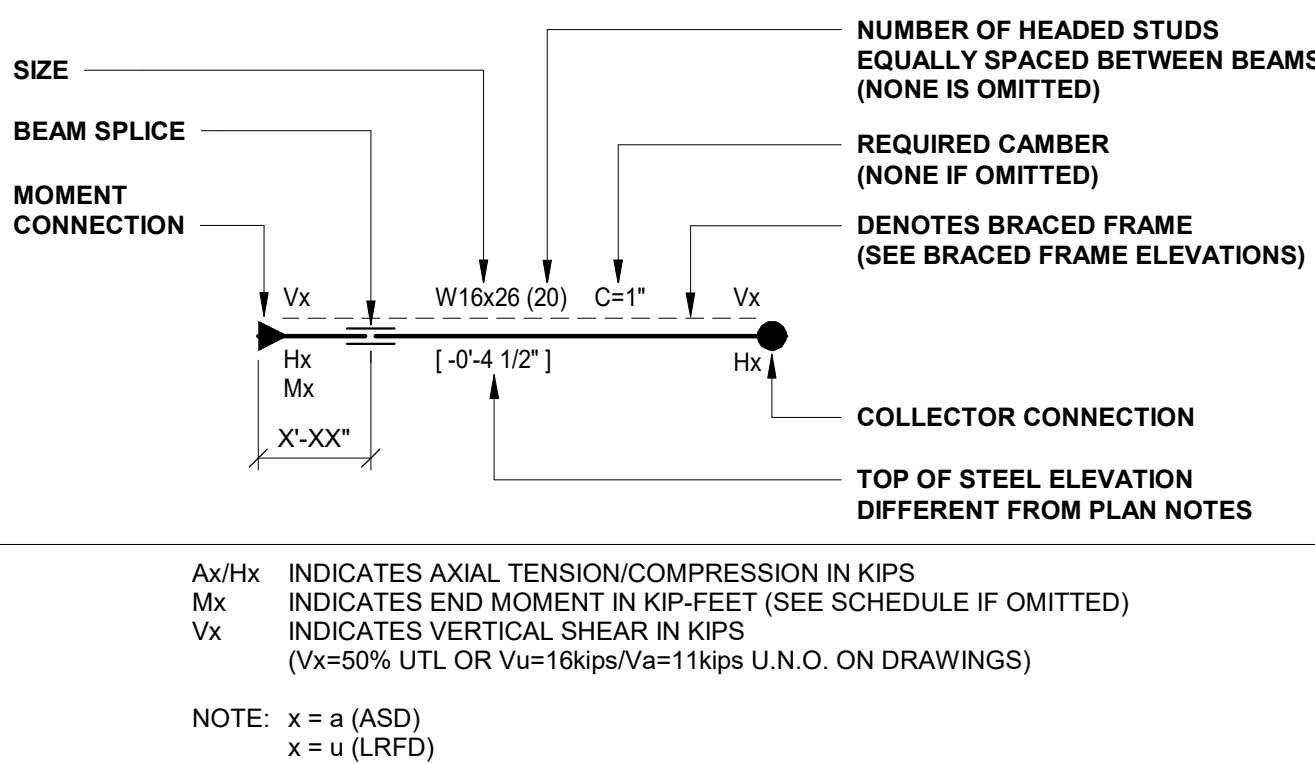 NUMBER OF HEADED STUDS
EQUALLY SPACED BETWEEN BEAMS
(NONE IS OMITTED)
SIZE
BEAM SPLICE
REQUIRED CAMBER
(NONE IF OMITTED)
MOMENT
CONNECTION
DENOTES BRACED FRAME
(SEE BRACED FRAME ELEVATIONS)
Vx W16x26 (20) C=1" Vx
Hx [ -0'-4 1/2" ] Hx
Mx
X'-XX"
COLLECTOR CONNECTION
TOP OF STEEL ELEVATION
DIFFERENT FROM PLAN NOTES
Ax/Hx INDICATES AXIAL TENSION/COMPRESSION IN KIPS
Mx INDICATES END MOMENT IN KIP-FEET (SEE SCHEDULE IF OMITTED)
Vx INDICATES VERTICAL SHEAR IN KIPS
(Vx=50% UTL OR Vu=16kips/Va=11kips U.N.O. ON DRAWINGS)
NOTE: x = a (ASD)
x = u (LRFD)